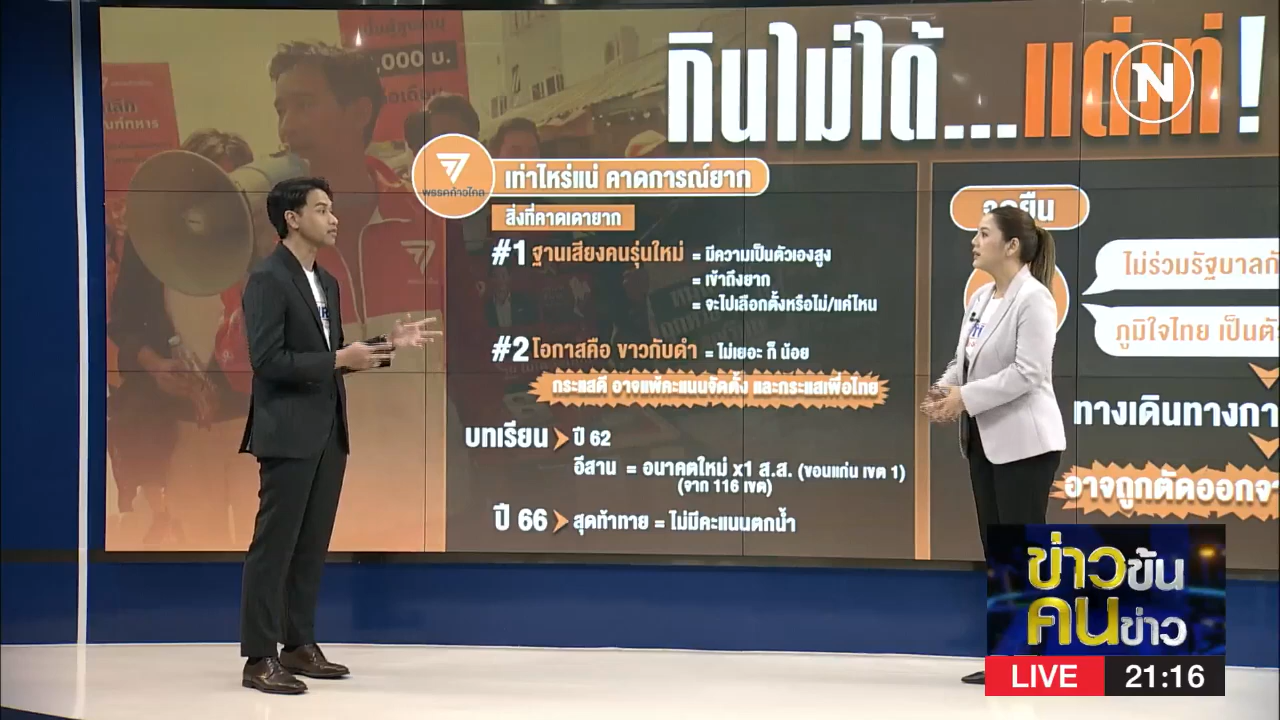 ,000 บ.
กินไม่ได้...แต่เท่!
N
พรรคก้าวไกล
เท่าไหร่แน่ คาดการณ์ยาก
สิ่งที่คาดเดายาก
#1 ฐานเสียงคนรุ่นใหม่ = มีความเป็นตัวเองสูง
= เข้าถึงยาก
= จะไปเลือกตั้งหรือไม่/แค่ไหน
#2 โอกาสคือ ขาวกับดำ = ไม่เยอะ ก็ น้อย
กระแสดี อาจแพ้คะแนนจัดตั้ง และกระแสเพื่อไทย
บทเรียน ปี 62
อีสาน = อนาคตใหม่ x1 ส.ส. (ขอนแก่น เขต 1)
(จาก 116 เขต)
ปี 66 สุดท้าทาย = ไม่มีคะแนนตกน้ำ
ไม่ร่วมรัฐบาลกั
ภูมิใจไทย เป็นตั
ทางเดินทางกา
อาจถูกตัดออกจา
ข่าวข้น
คนข่าว
LIVE 21:16